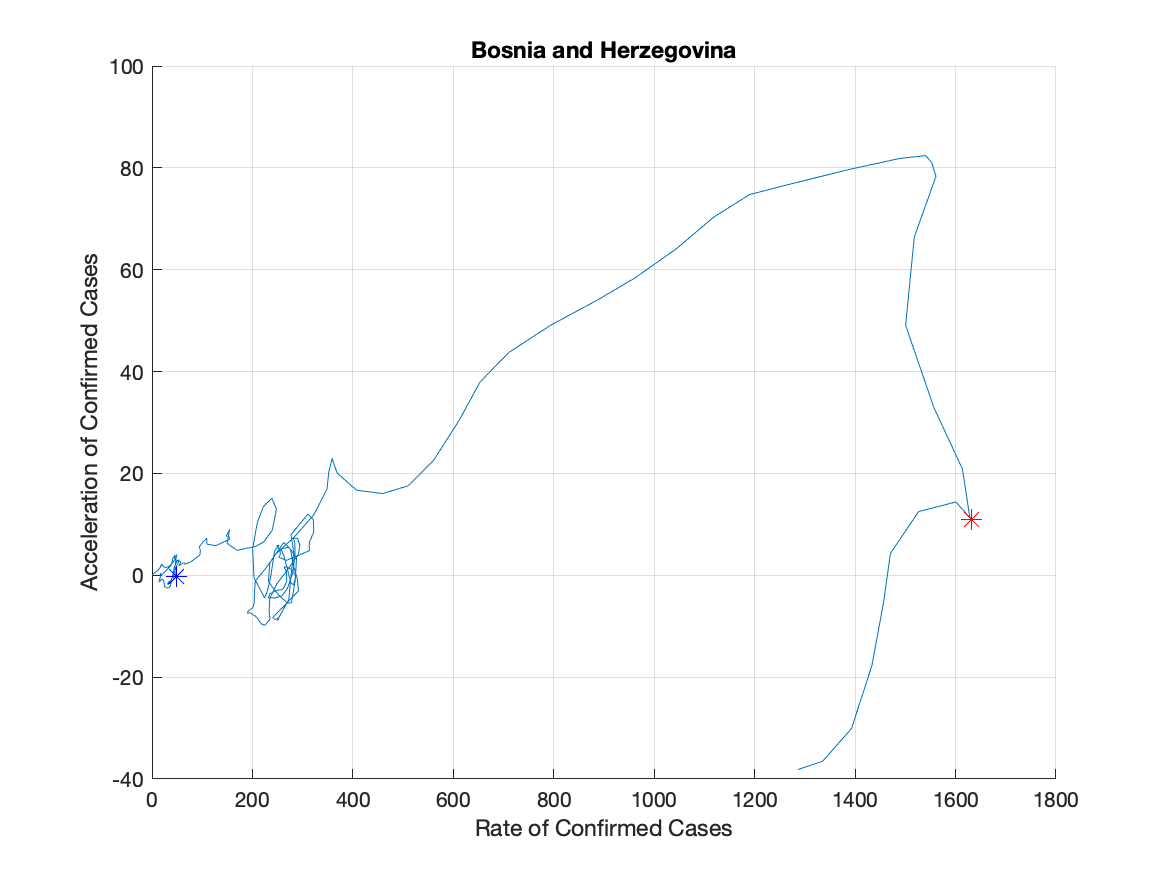 Bosnia and Herzegovina
100
80
60
40
20
0
-20
-40
Acceleration of Confirmed Cases
0 200 400 600 800 1000 1200 1400 1600 1800
Rate of Confirmed Cases